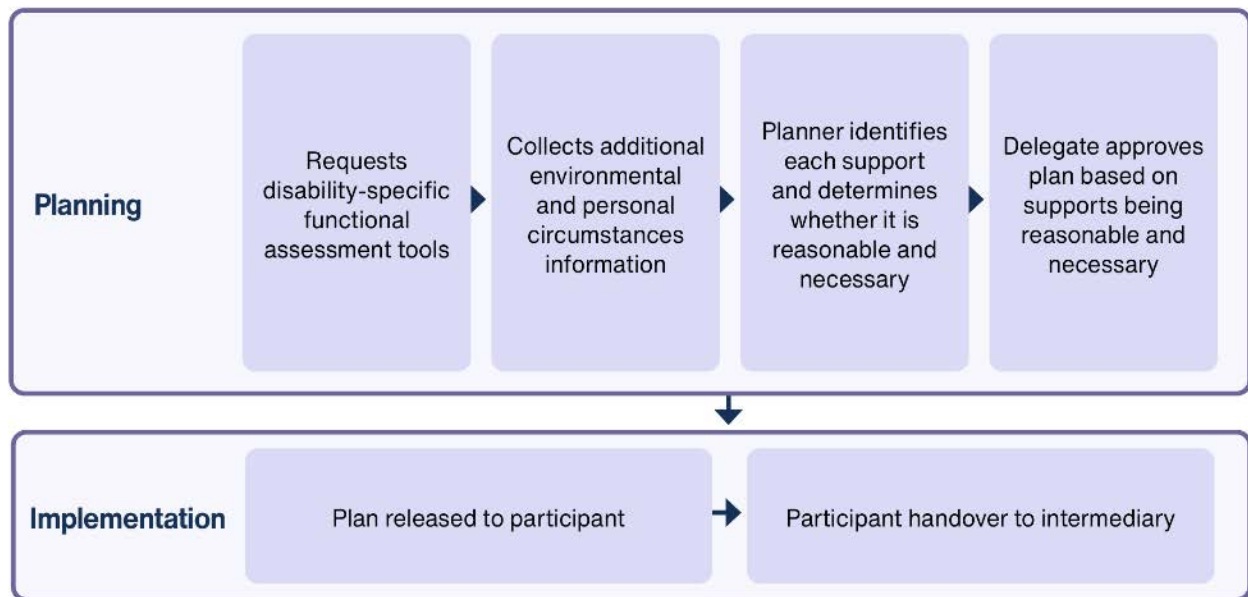 Planning
Requests
disability-specific
functional
assessment tools
Collects additional
environmental
and personal
circumstances
information
Planner identifies
each support
and determines
whether it is
reasonable and
necessary
Delegate approves
plan based on
supports being
reasonable and
necessary
Implementation
Plan released to participant
Participant handover to intermediary